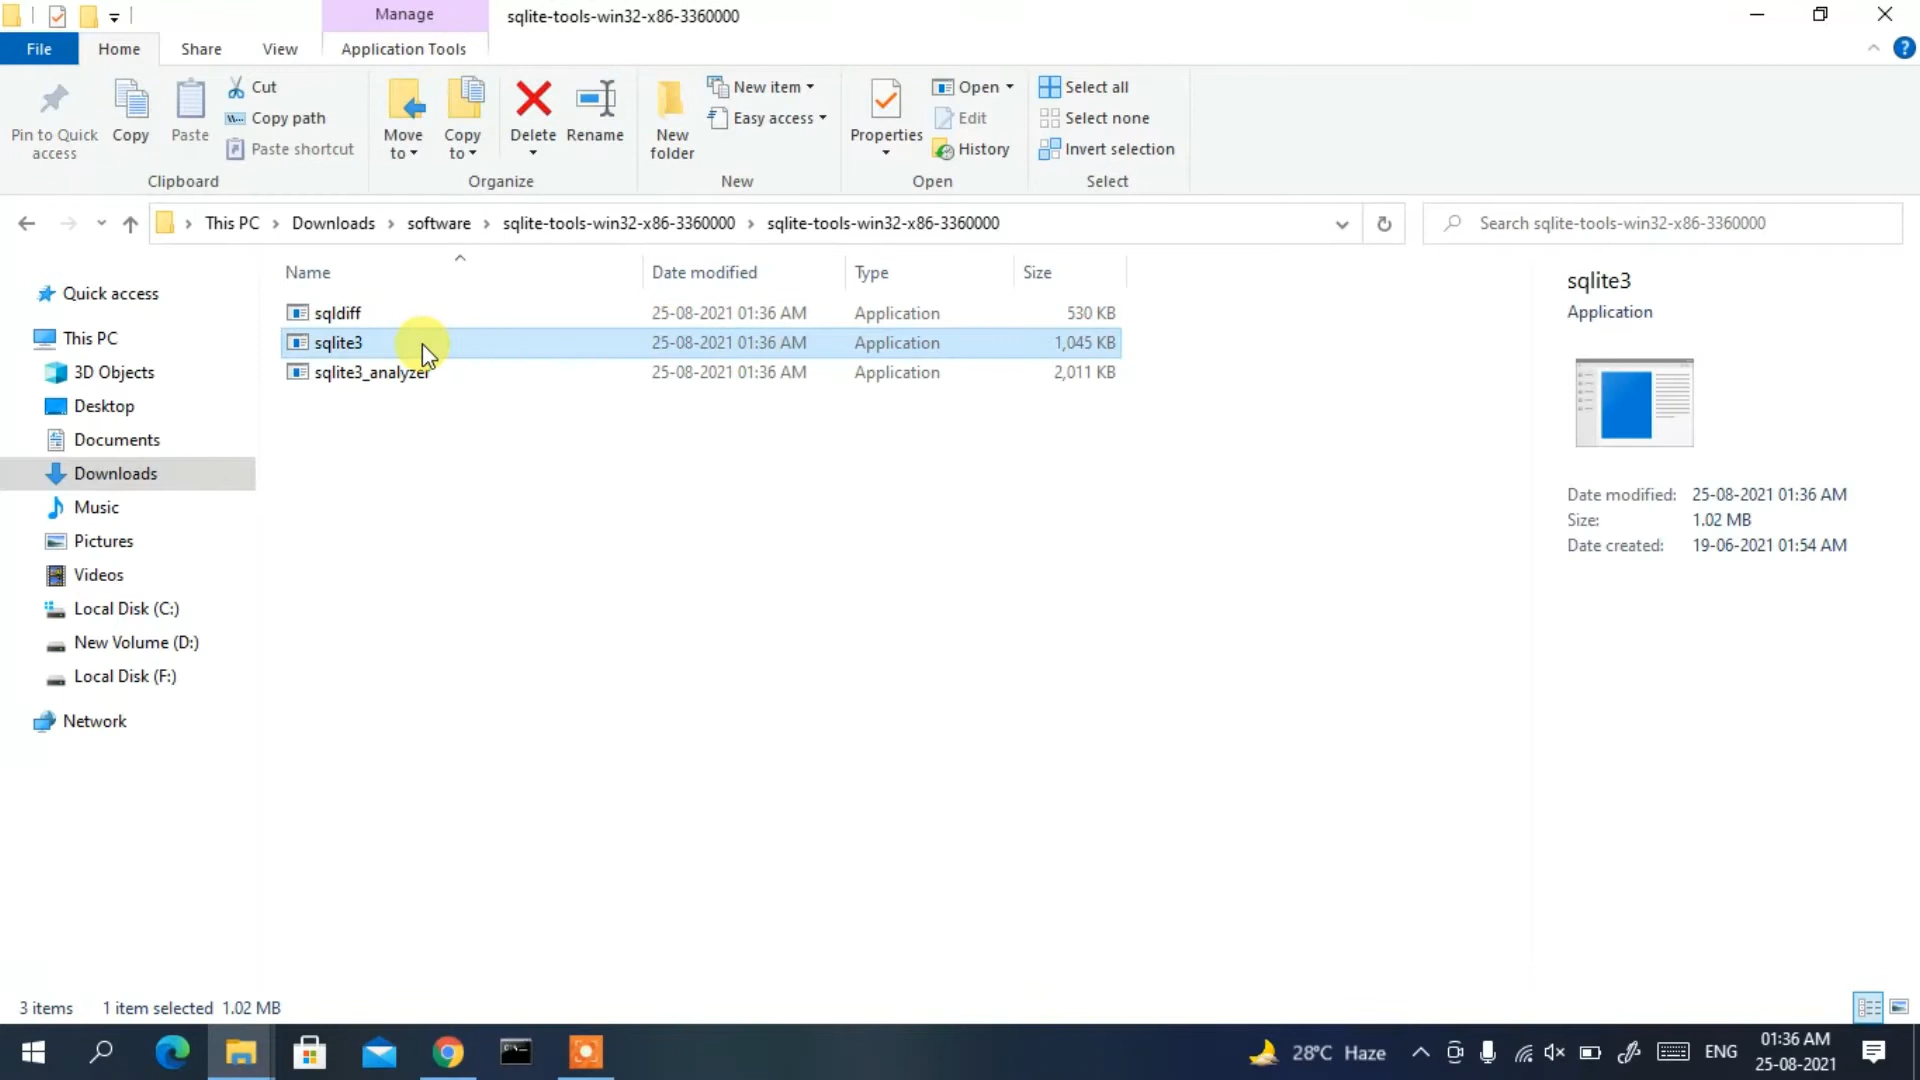 Manage
sqlite-tools-win32-x86-3360000
File
Home
Share
View
Application Tools
Pin to Quick access
Copy
Paste
Cut
Copy path
Paste shortcut
Clipboard
Move to
Copy to
Delete
Rename
Organize
New folder
New item
Easy access
New
Properties
Open
Edit
History
Open
Select all
Select none
Invert selection
Select
This PC > Downloads > software > sqlite-tools-win32-x86-3360000 > sqlite-tools-win32-x86-3360000
Search sqlite-tools-win32-x86-3360000
Quick access
This PC
3D Objects
Desktop
Documents
Downloads
Music
Pictures
Videos
Local Disk (C:)
New Volume (D:)
Local Disk (F:)
Network
Name Date modified Type Size
sqldiff 25-08-2021 01:36 AM Application 530 KB
sqlite3 25-08-2021 01:36 AM Application 1,045 KB
sqlite3_analyzer 25-08-2021 01:36 AM Application 2,011 KB
sqlite3
Application
Date modified: 25-08-2021 01:36 AM
Size: 1.02 MB
Date created: 19-06-2021 01:54 AM
3 items 1 item selected 1.02 MB
28°C Haze
ENG
01:36 AM
25-08-2021